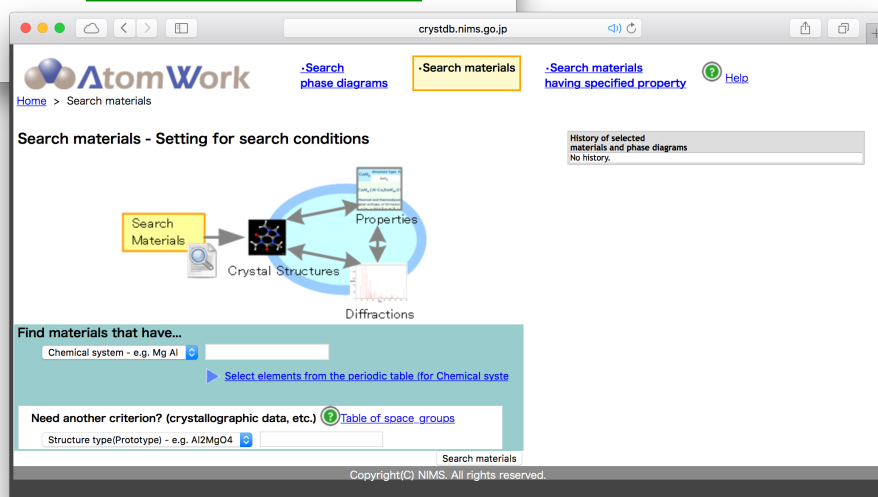 crystdb.nims.go.jp
AtomWork
·Search
phase diagrams
·Search materials
·Search materials
having specified property
? Help
Home > Search materials
Search materials - Setting for search conditions
History of selected
materials and phase diagrams
No history.
Search
Materials
Properties
Crystal Structures
Diffractions
Find materials that have...
Chemical system - e.g. Mg Al
Select elements from the periodic table (for Chemical syste
Need another criterion? (crystallographic data, etc.) ? Table of space groups
Structure type(Prototype) - e.g. Al2MgO4
Search materials
Copyright(C) NIMS. All rights reserved.